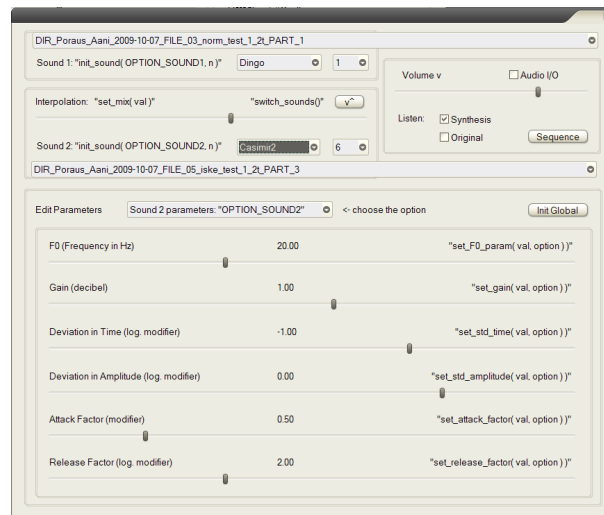 DIR_Poraus_Aani_2009-10-07_FILE_03_norm_test_1_2t_PART_1
Sound 1: "init_sound( OPTION_SOUND1, n )" Dingo 1
Volume v Audio I/O
Interpolation: "set_mix( val )" "switch_sounds()" v^
Listen: Synthesis
Original Sequence
Sound 2: "init_sound( OPTION_SOUND2, n )" Casimir2 6
DIR_Poraus_Aani_2009-10-07_FILE_05_iske_test_1_2t_PART_3
Edit Parameters Sound 2 parameters: "OPTION_SOUND2" <- choose the option Init Global
F0 (Frequency in Hz) 20.00 "set_F0_param( val, option ) )"
Gain (decibel) 1.00 "set_gain( val, option ) )"
Deviation in Time (log. modifier) -1.00 "set_std_time( val, option ) )"
Deviation in Amplitude (log. modifier) 0.00 "set_std_amplitude( val, option ) )"
Attack Factor (modifier) 0.50 "set_attack_factor( val, option ) )"
Release Factor (log. modifier) 2.00 "set_release_factor( val, option ) )"